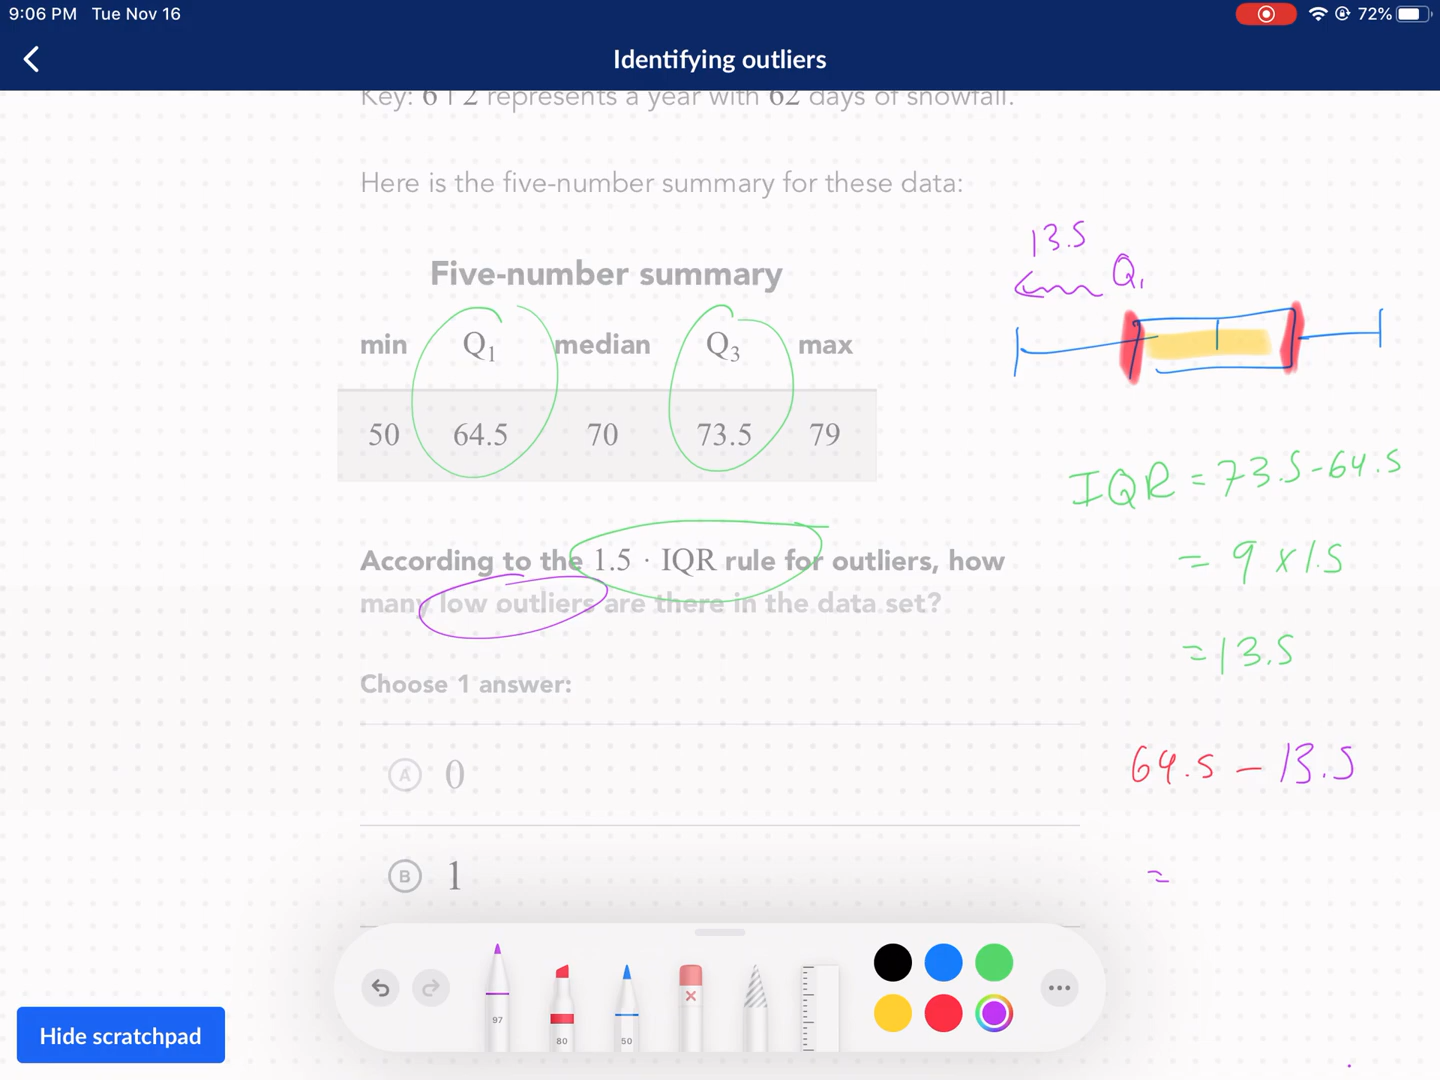 9:06 PM Tue Nov 16
72%
Identifying outliers
Key: 6 | 2 represents a year with 62 days of snowfall.
Here is the five-number summary for these data:
Five-number summary
min Q1 median Q3 max
50 64.5 70 73.5 79
According to the 1.5 · IQR rule for outliers, how
many low outliers are there in the data set?
Choose 1 answer:
A 0
B 1
13.5
Q1
IQR = 73.5 - 64.5
= 9 x 1.5
= 13.5
64.5 - 13.5
=
97
80
50
Hide scratchpad